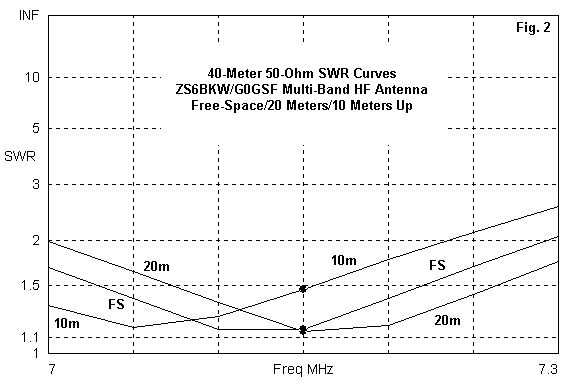 INF
Fig. 2
40-Meter 50-Ohm SWR Curves
ZS6BKW/G0GSF Multi-Band HF Antenna
Free-Space/20 Meters/10 Meters Up
10
5
SWR
3
2
1.5
1.1
1
20m
10m
FS
FS
10m
20m
7
Freq MHz
7.3